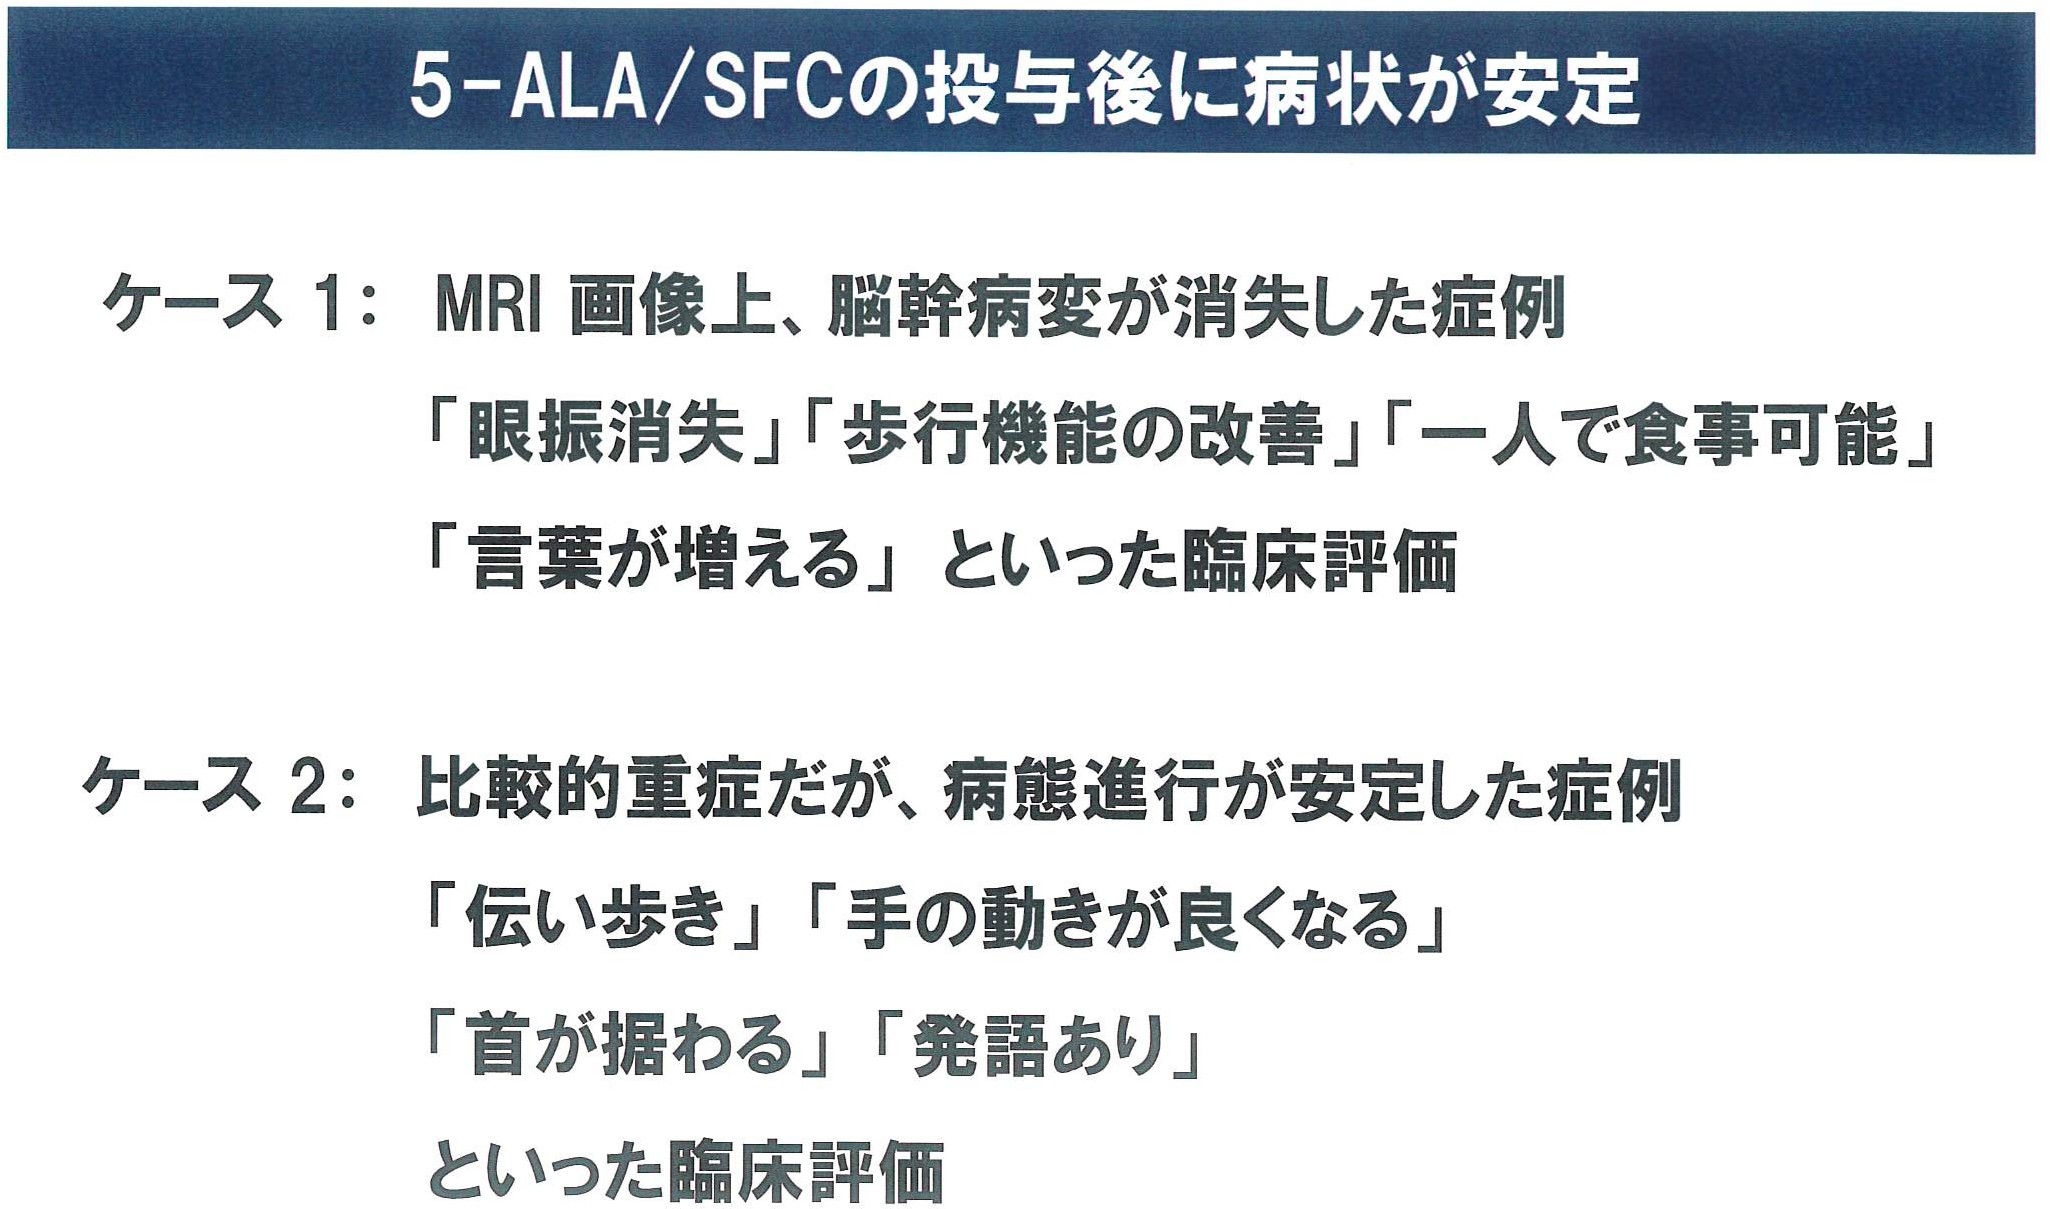 5-ALA/SFCの投与後に病状が安定
ケース 1: MRI 画像上、脳幹病変が消失した症例
「眼振消失」「歩行機能の改善」「一人で食事可能」
「言葉が増える」 といった臨床評価
ケース 2: 比較的重症だが、病態進行が安定した症例
「伝い歩き」 「手の動きが良くなる」
「首が据わる」 「発語あり」
といった臨床評価